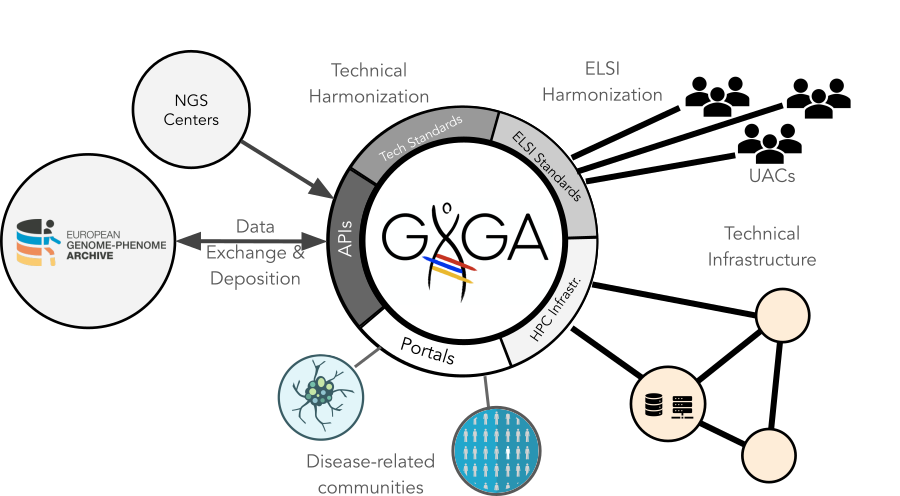 Technical
Harmonization
ELSI
Harmonization
NGS
Centers
Tech Standards
ELSI Standards
UACs
EUROPEAN
GENOME-PHENOME
ARCHIVE
Data
Exchange &
Deposition
APIs
GHGA
Technical
Infrastructure
HPC Infrastr.
Portals
Disease-related
communities